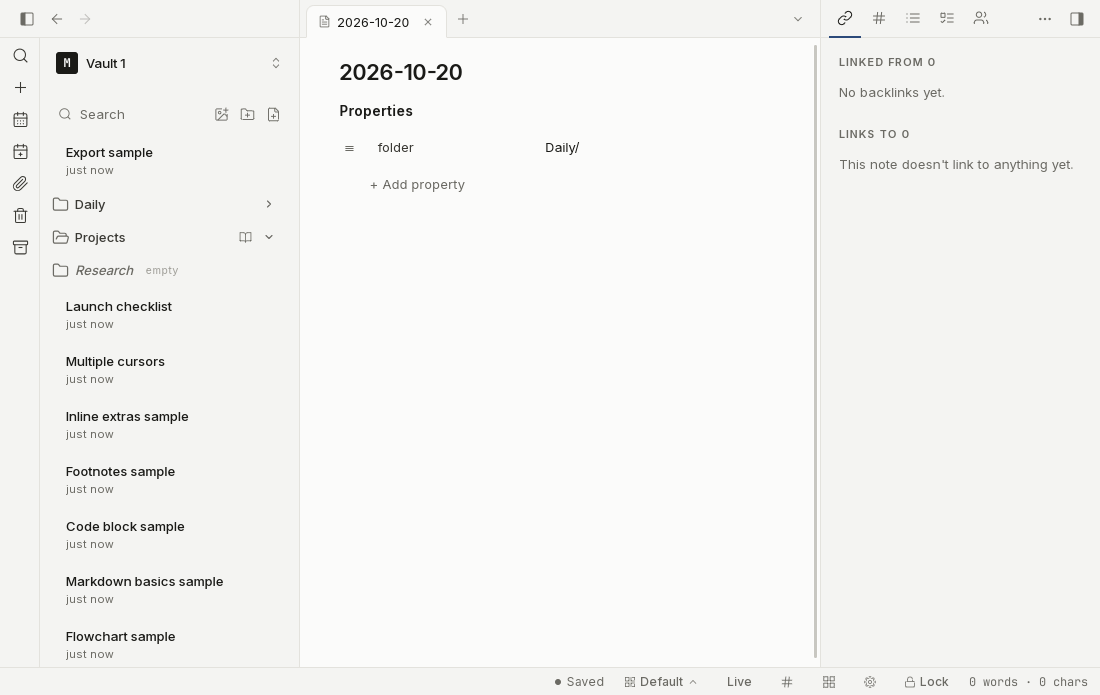 2026-10-20
M Vault 1
Search
Export sample
just now
Daily
Projects
Research empty
Launch checklist
just now
Multiple cursors
just now
Inline extras sample
just now
Footnotes sample
just now
Code block sample
just now
Markdown basics sample
just now
Flowchart sample
just now
2026-10-20
Properties
folder Daily/
+ Add property
LINKED FROM 0
No backlinks yet.
LINKS TO 0
This note doesn't link to anything yet.
Saved Default Live Lock 0 words · 0 chars